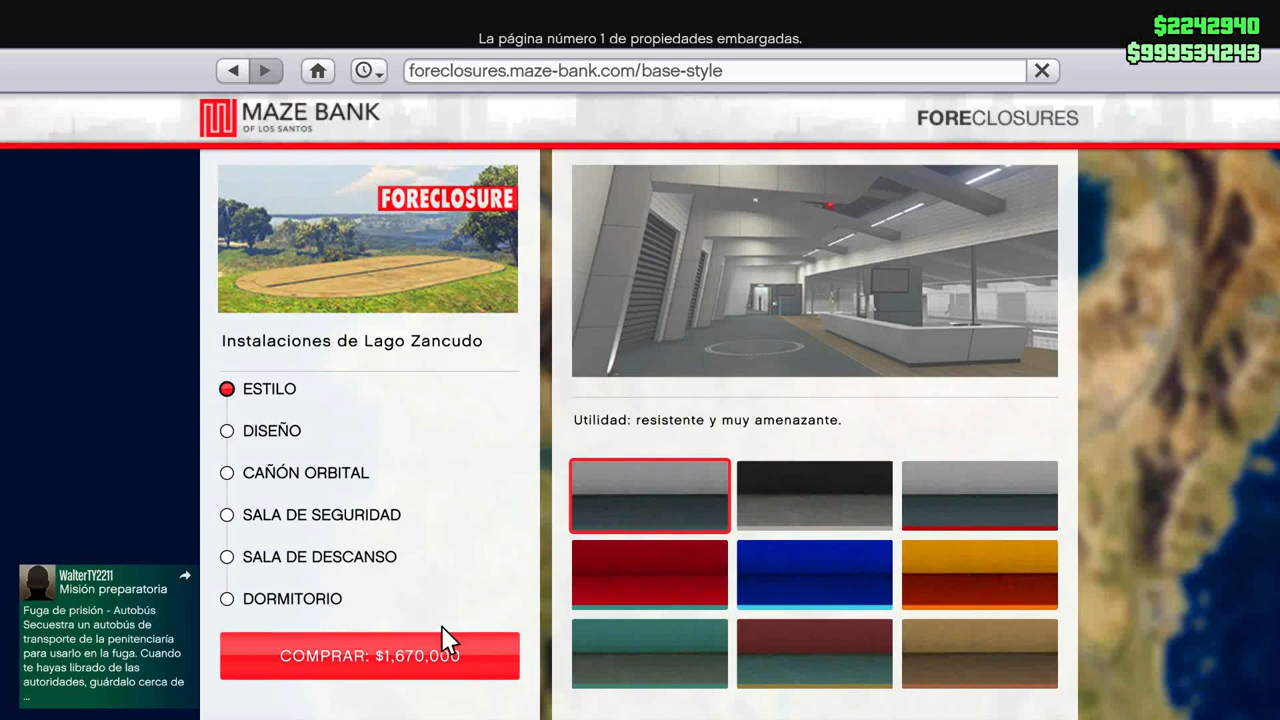 La página número 1 de propiedades embargadas.
$2242940
$999534243
foreclosures.maze-bank.com/base-style
MAZE BANK
OF LOS SANTOS
FORECLOSURES
FORECLOSURE
Instalaciones de Lago Zancudo
ESTILO
DISEÑO
CAÑÓN ORBITAL
SALA DE SEGURIDAD
SALA DE DESCANSO
DORMITORIO
COMPRAR: $1,670,000
Utilidad: resistente y muy amenazante.
WalterTY2211
Misión preparatoria
Fuga de prisión - Autobús
Secuestra un autobús de
transporte de la penitenciaría
para usarlo en la fuga. Cuando
te hayas librado de las
autoridades, guárdalo cerca de
...